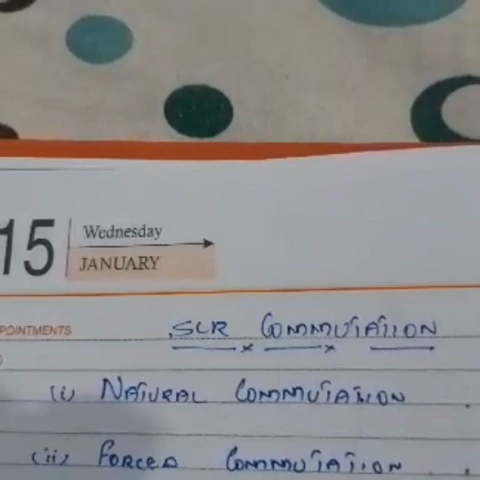 15
Wednesday
JANUARY
POINTMENTS
SCR COMMUTATION
(i) NATURAL COMMUTATION
(ii) FORCED COMMUTATION